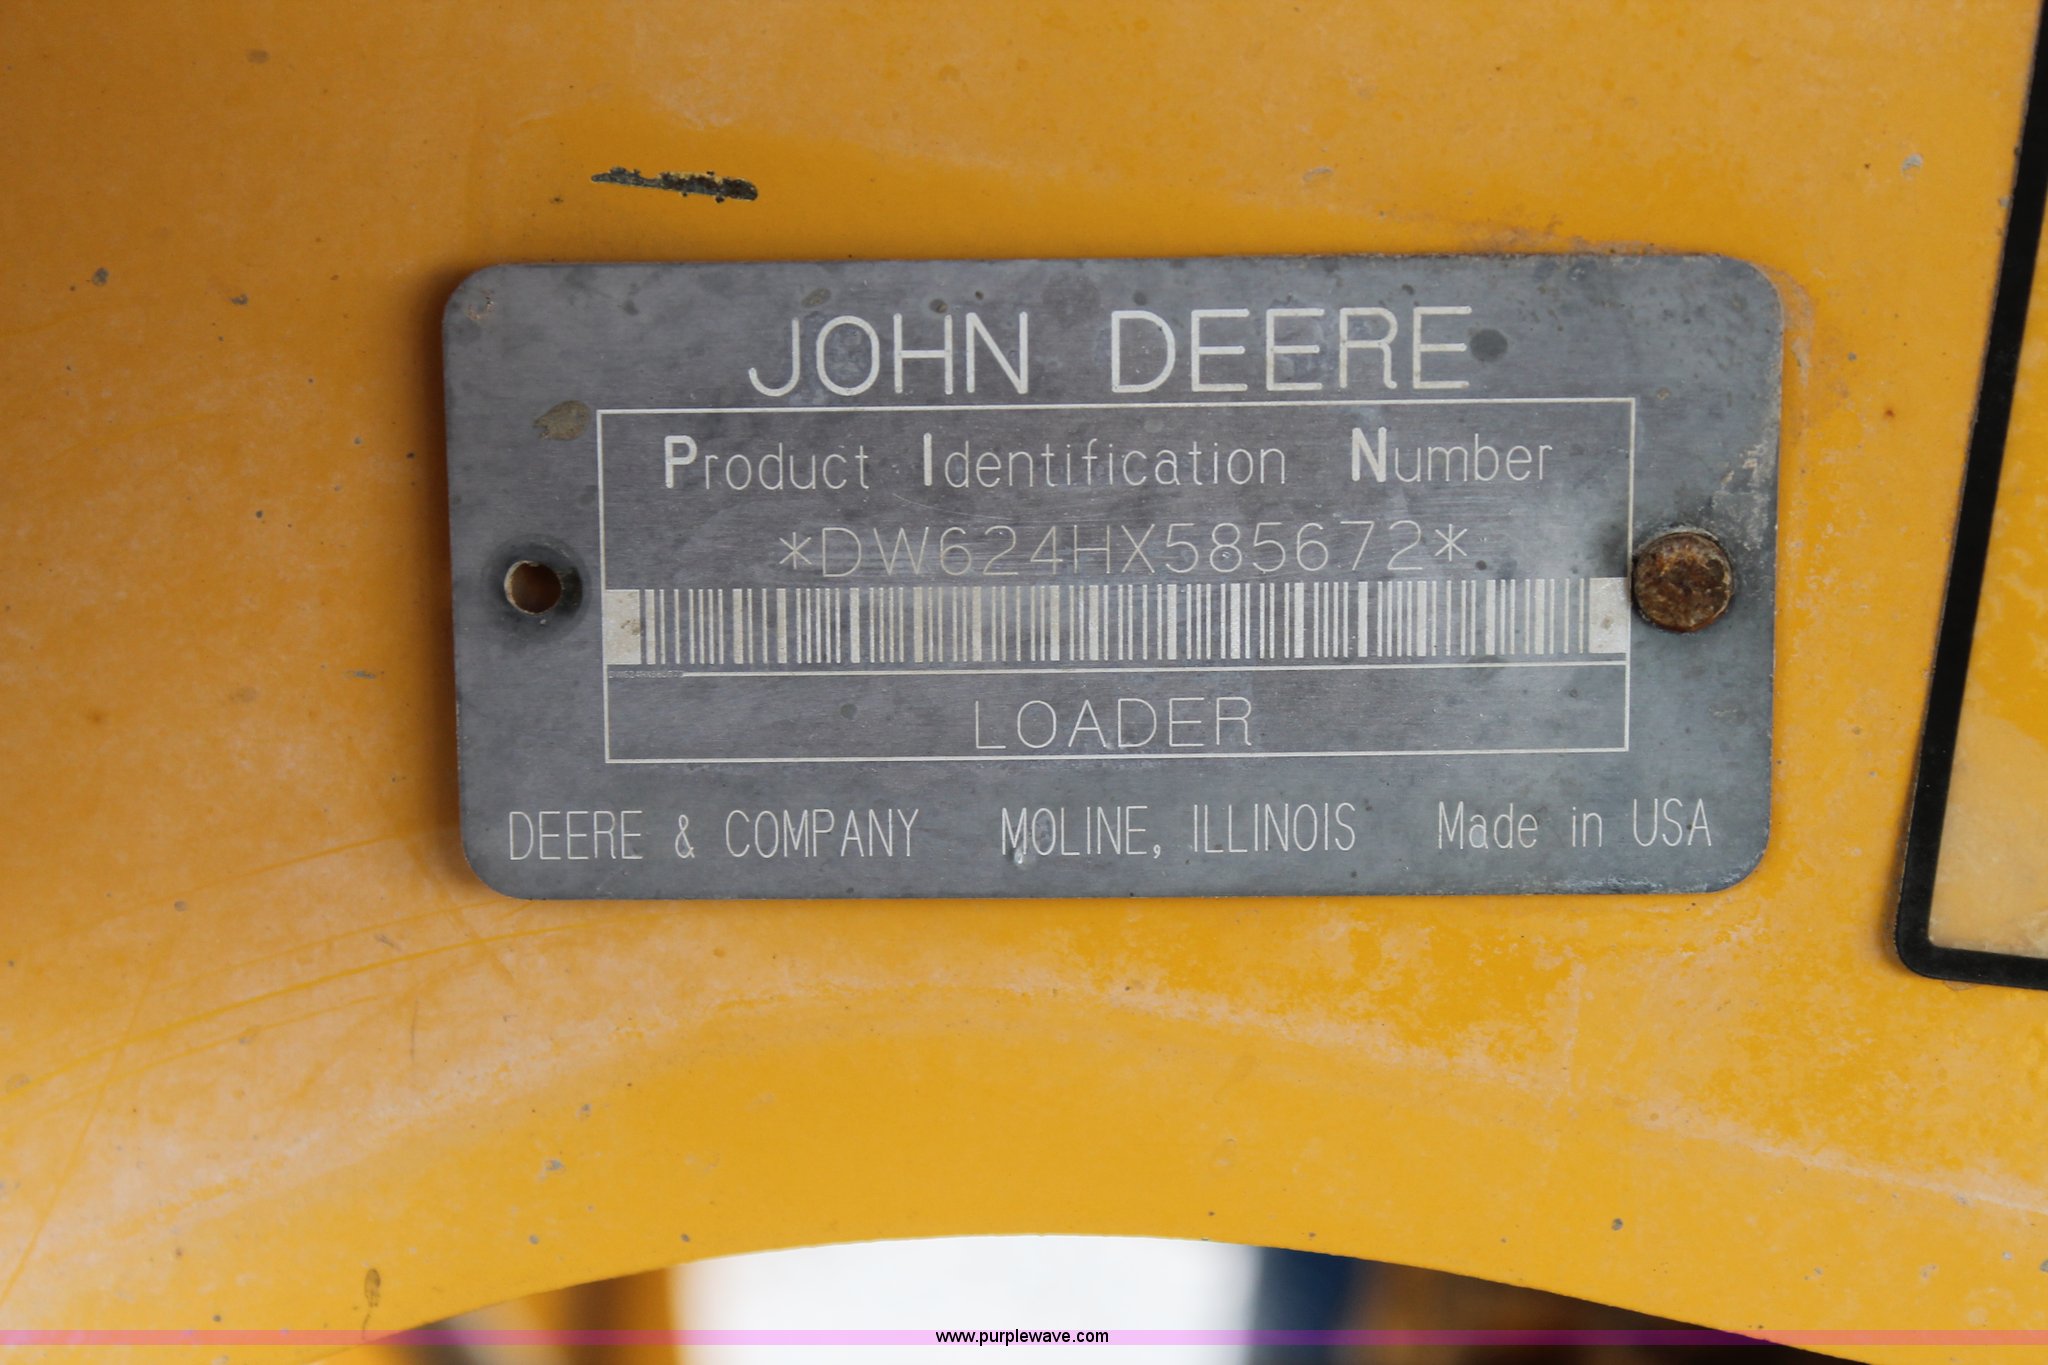 JOHN DEERE
Product Identification Number
*DW624HX585672*
LOADER
DEERE & COMPANY MOLINE, ILLINOIS Made in USA
www.purplewave.com